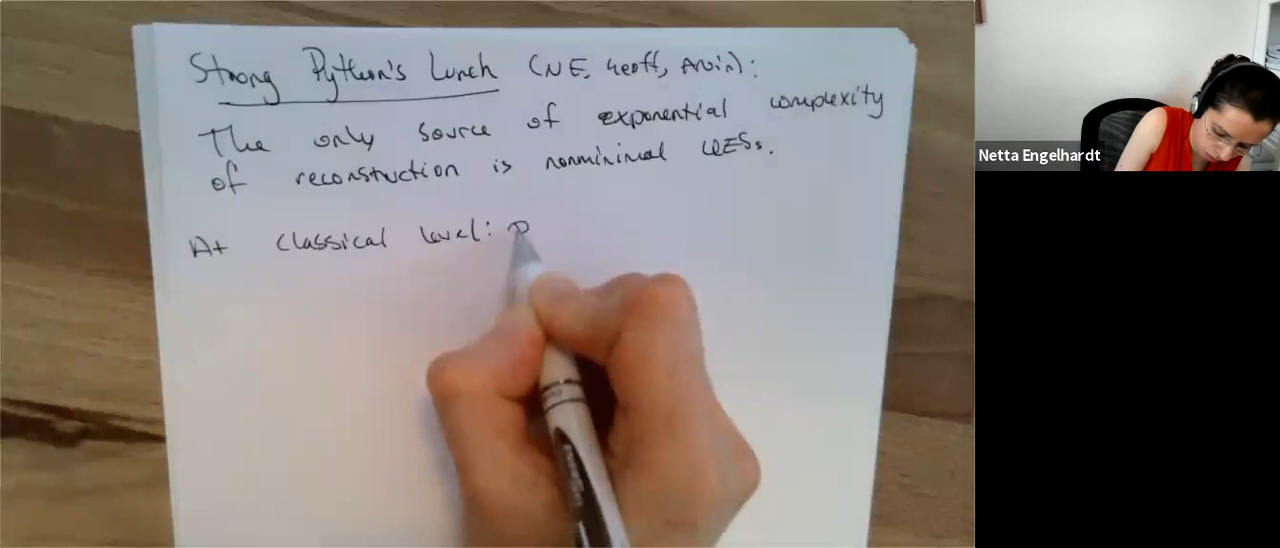 Strong Python's Lunch (NE, Geoff, Arvin):
The only source of exponential complexity
of reconstruction is nonminimal QESs.
At classical level:
Netta Engelhardt